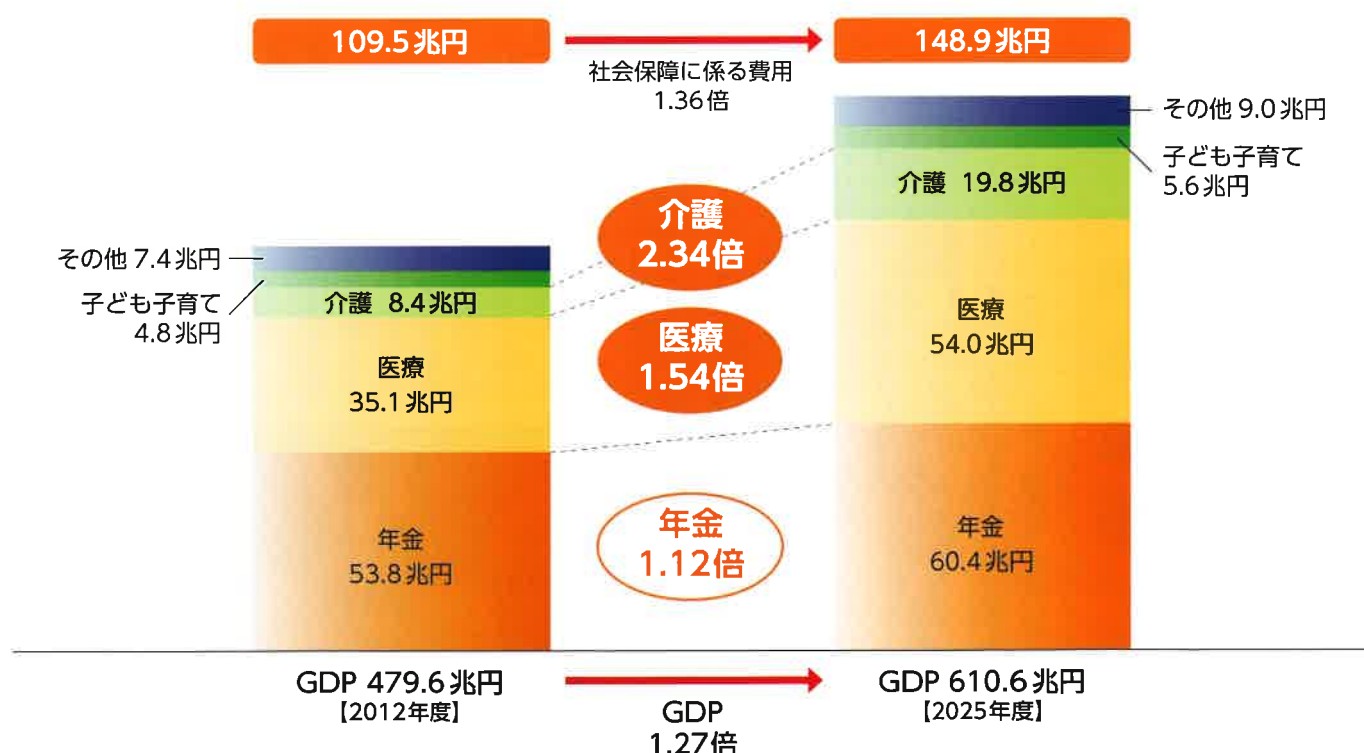 109.5兆円
148.9兆円
社会保障に係る費用
1.36倍
その他 7.4兆円
子ども子育て
4.8兆円
介護 8.4兆円
医療
35.1兆円
年金
53.8兆円
介護
2.34倍
医療
1.54倍
年金
1.12倍
その他 9.0兆円
子ども子育て
5.6兆円
介護 19.8兆円
医療
54.0兆円
年金
60.4兆円
GDP 479.6兆円
【2012年度】
GDP
1.27倍
GDP 610.6兆円
【2025年度】